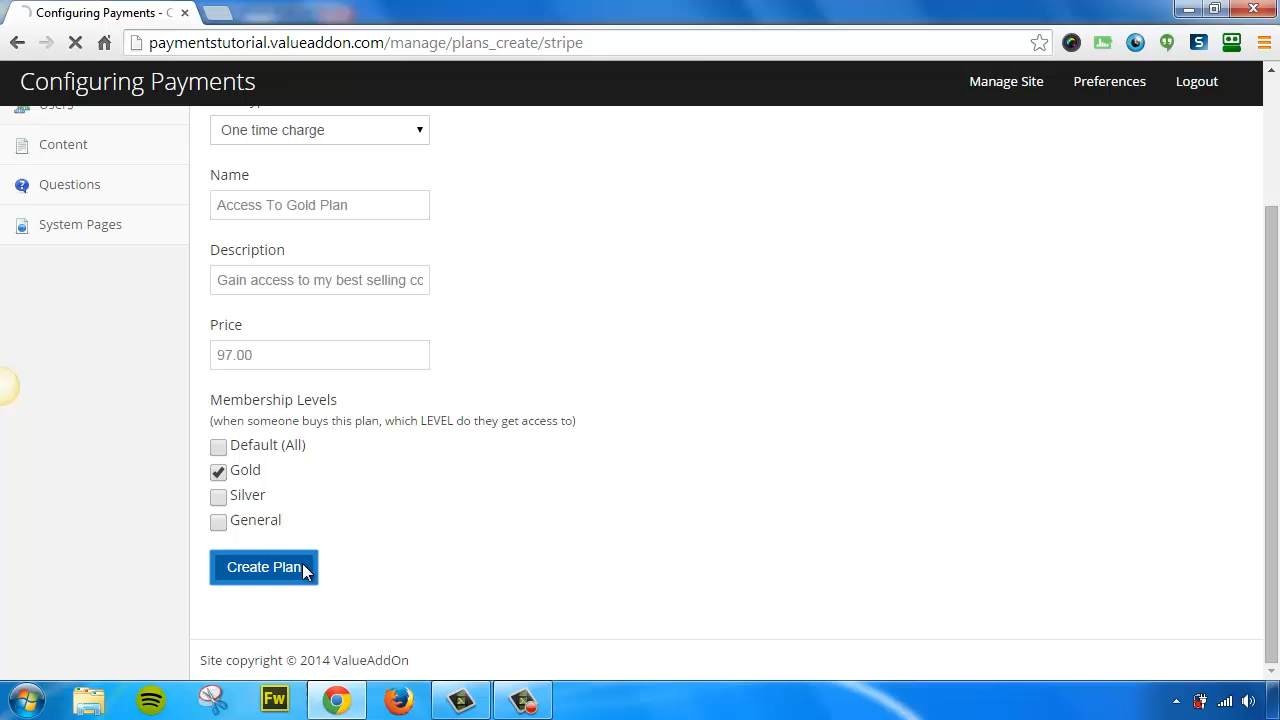 Configuring Payments - C
paymentstutorial.valueaddon.com/manage/plans_create/stripe
Configuring Payments
Manage Site
Preferences
Logout
Users
Content
Questions
System Pages
One time charge
Name
Access To Gold Plan
Description
Gain access to my best selling cc
Price
97.00
Membership Levels
(when someone buys this plan, which LEVEL do they get access to)
Default (All)
Gold
Silver
General
Create Plan
Site copyright © 2014 ValueAddOn
Fw
S